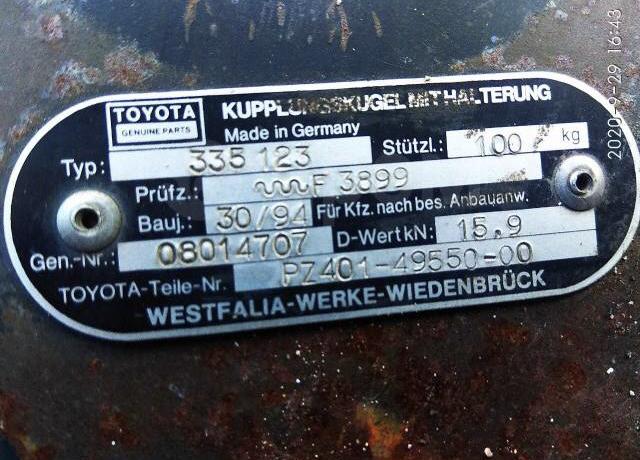 TOYOTA
GENUINE PARTS
KUPPLUNGSKUGEL MIT HALTERUNG
Made in Germany
Typ: 335 123 Stützl.: 100 kg
Prüfz.: F 3899
Bauj.: 30/94 Für Kfz. nach bes. Anbauanw.
Gen.-Nr.: 08014707 D-Wert kN: 15.9
TOYOTA-Teile-Nr. PZ401-49550-00
WESTFALIA-WERKE-WIEDENBRÜCK
2020-9-29 16:43